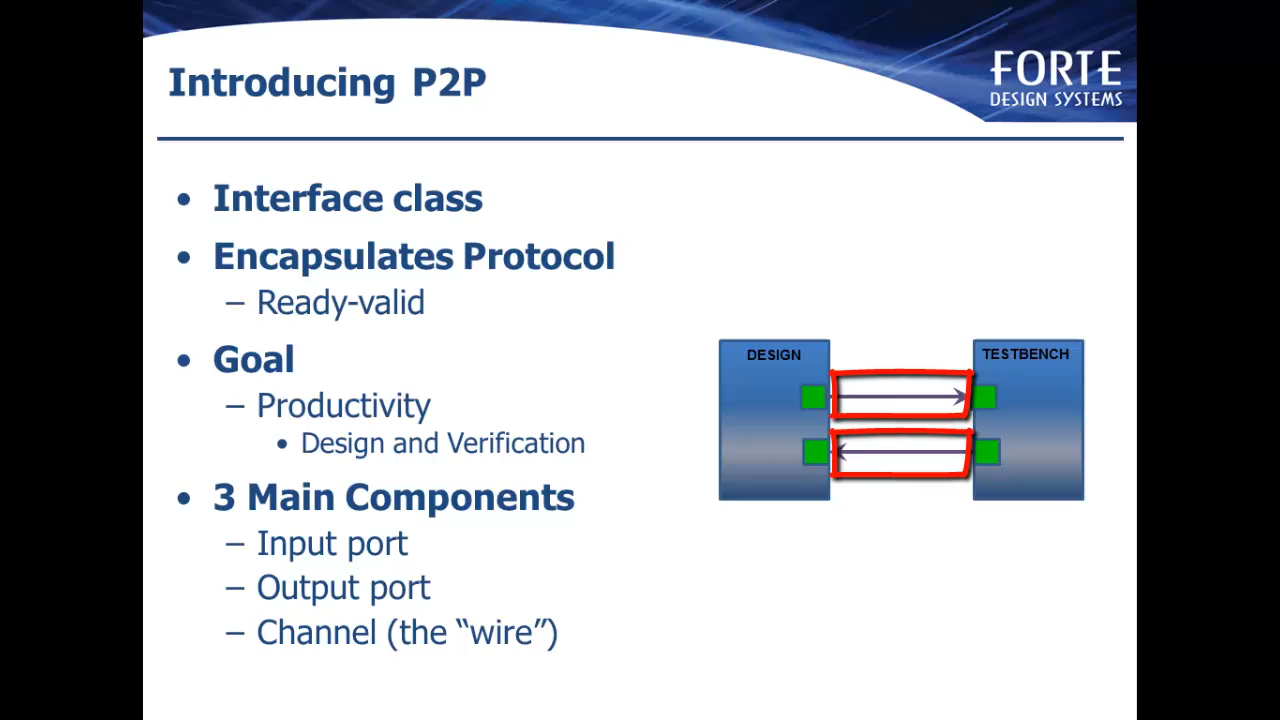 FORTE
DESIGN SYSTEMS
Introducing P2P
• Interface class
• Encapsulates Protocol
– Ready-valid
• Goal
– Productivity
• Design and Verification
• 3 Main Components
– Input port
– Output port
– Channel (the “wire”)
DESIGN
TESTBENCH